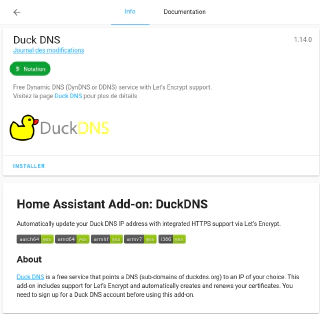 Info
Documentation
Duck DNS
1.14.0
Journal des modifications
Notation
Free Dynamic DNS (DynDNS or DDNS) service with Let's Encrypt support.
Visitez la page Duck DNS pour plus de détails
DuckDNS
INSTALLER
Home Assistant Add-on: DuckDNS
Automatically update your Duck DNS IP address with integrated HTTPS support via Let's Encrypt.
aarch64 yes amd64 yes armhf yes armv7 yes i386 yes
About
Duck DNS is a free service that points a DNS (sub-domains of duckdns.org) to an IP of your choice. This
add-on includes support for Let's Encrypt and automatically creates and renews your certificates. You
need to sign up for a Duck DNS account before using this add-on.